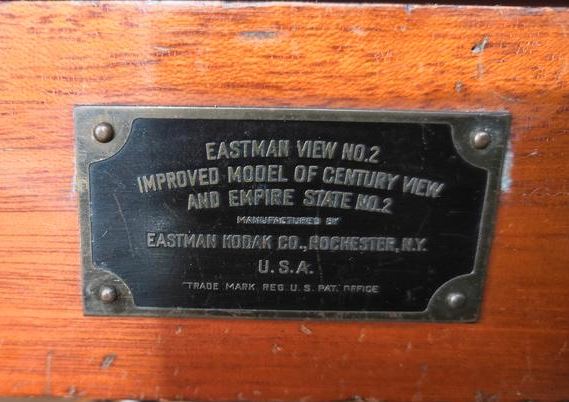 EASTMAN VIEW NO.2
IMPROVED MODEL OF CENTURY VIEW
AND EMPIRE STATE NO.2
MANUFACTURED BY
EASTMAN KODAK CO., ROCHESTER, N.Y.
U.S.A.
TRADE MARK REG. U.S. PAT. OFFICE